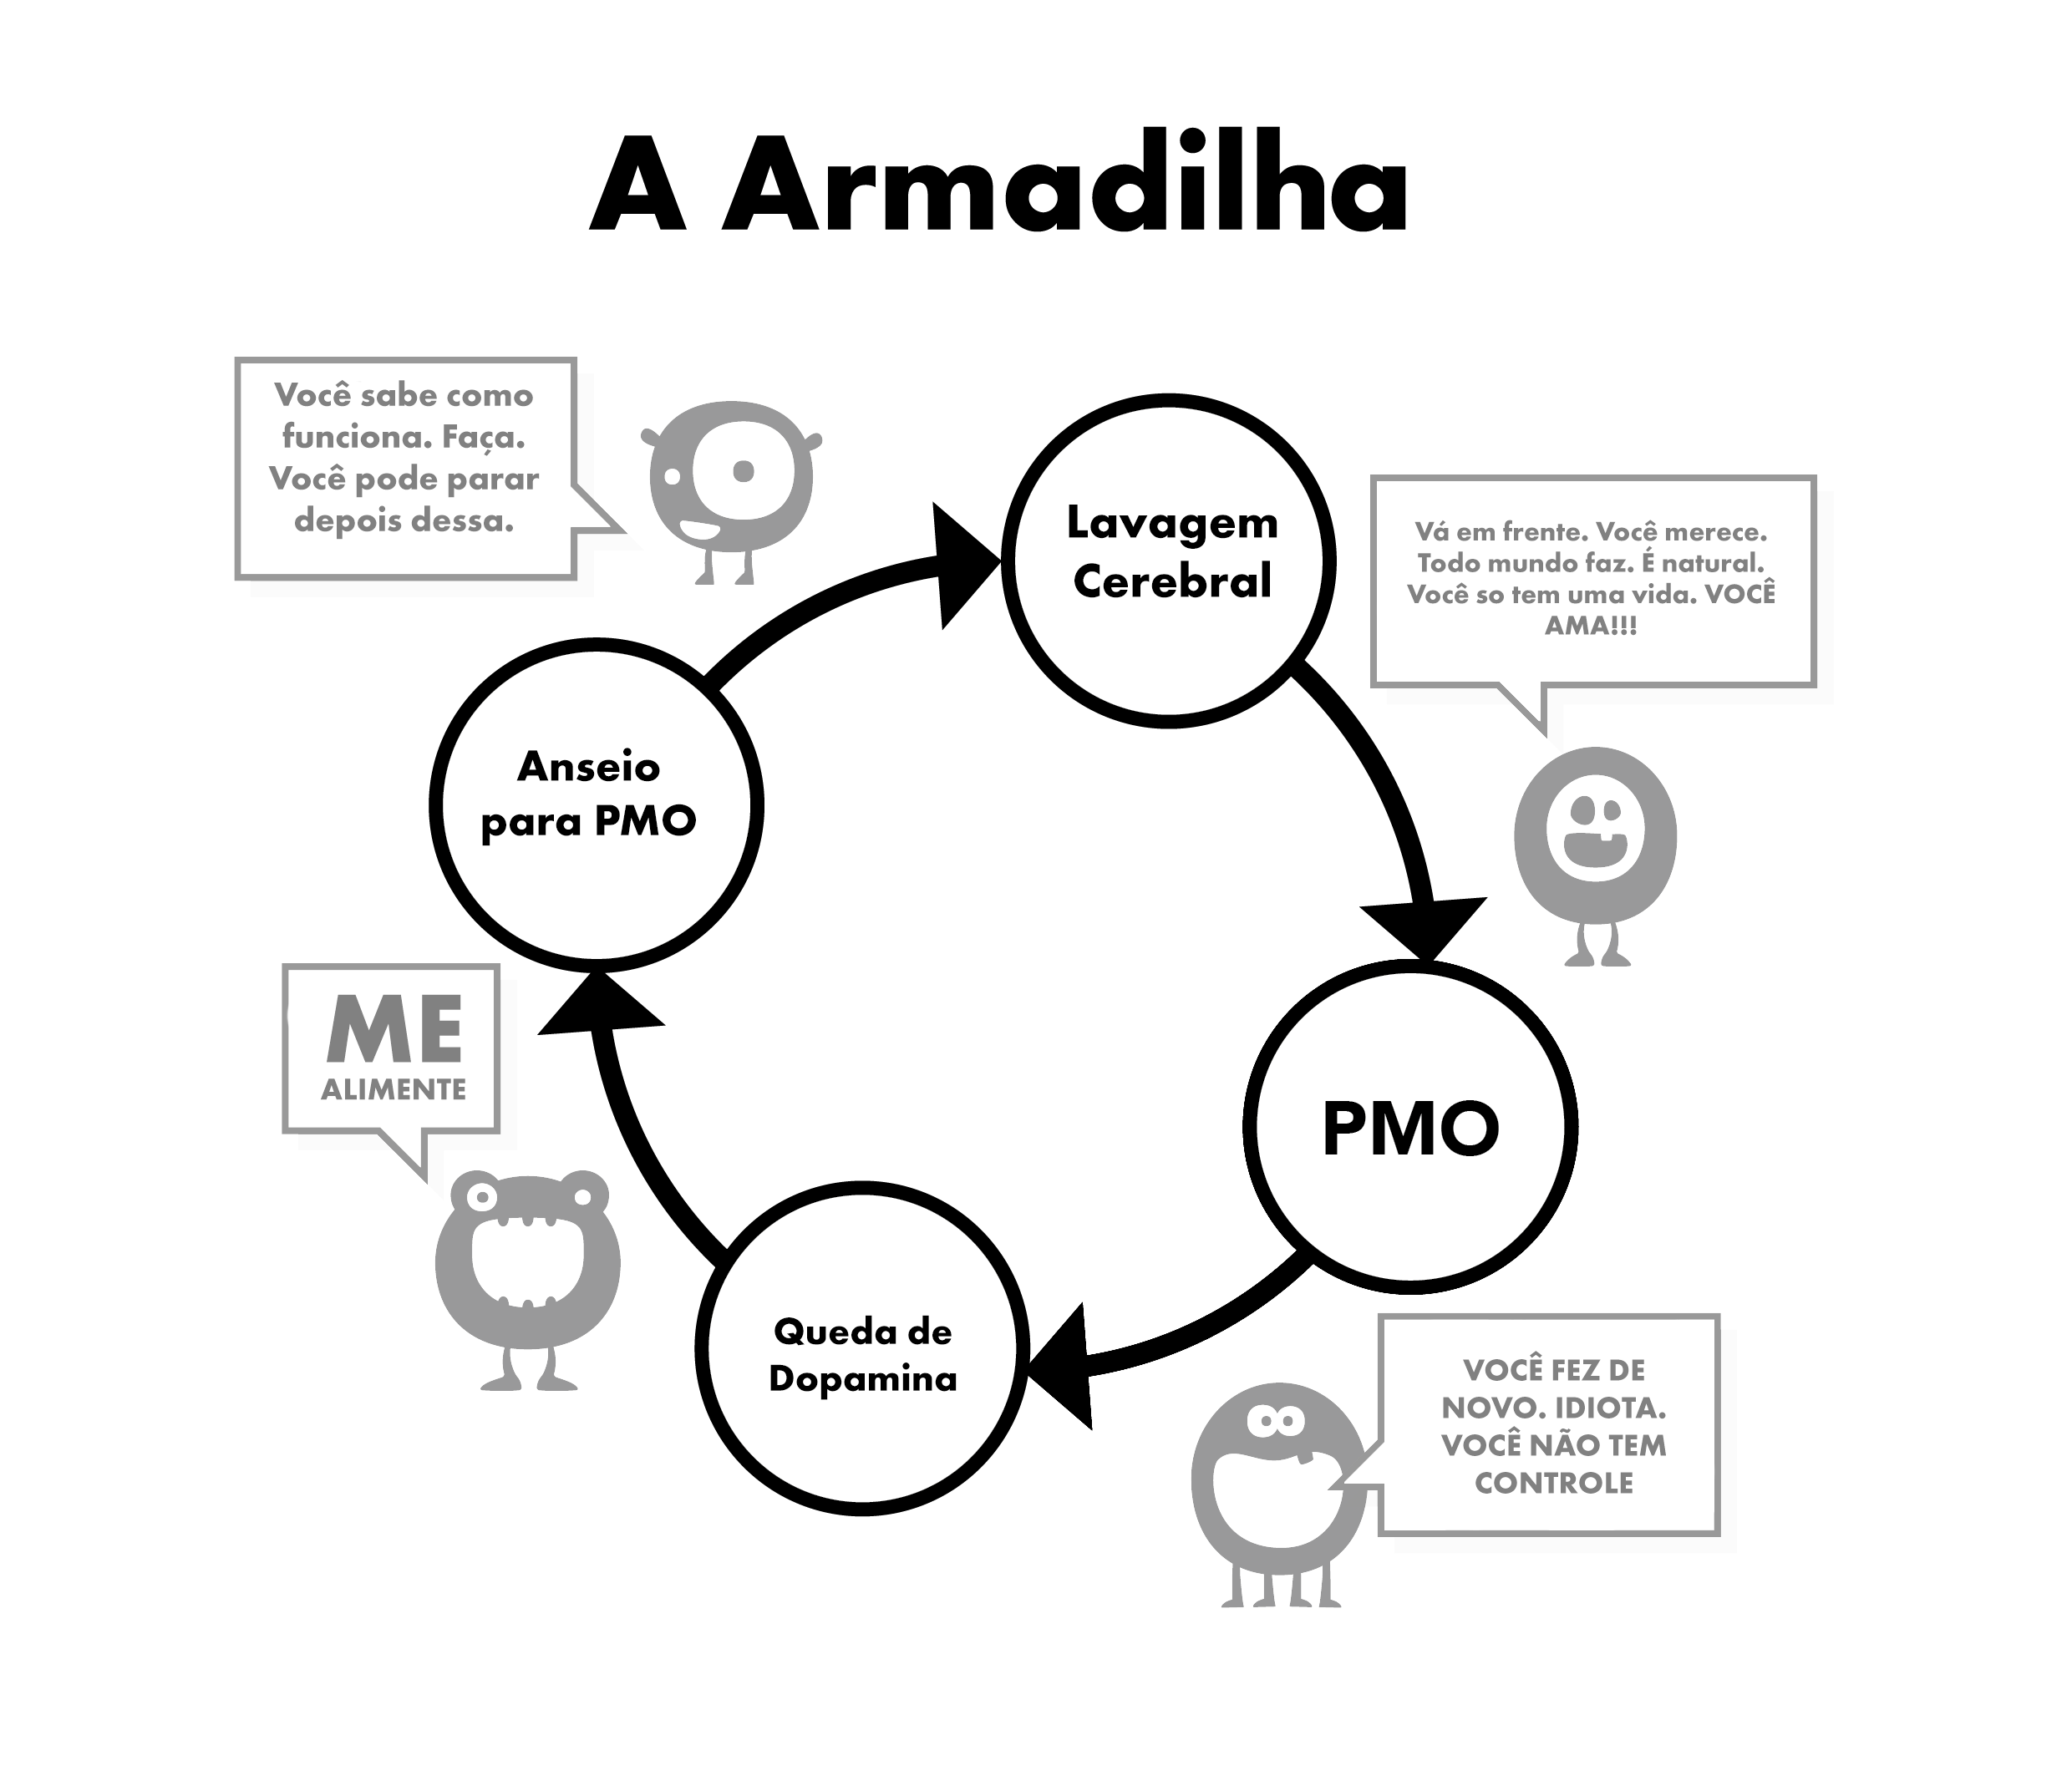 A Armadilha
Você sabe como
funciona. Faça.
Você pode parar
depois dessa.
Lavagem
Cerebral
Vá em frente. Você merece.
Todo mundo faz. É natural.
Você so tem uma vida. VOCÊ
AMA!!!
Anseio
para PMO
ME
ALIMENTE
PMO
Queda de
Dopamina
VOCÊ FEZ DE
NOVO. IDIOTA.
VOCÊ NÃO TEM
CONTROLE